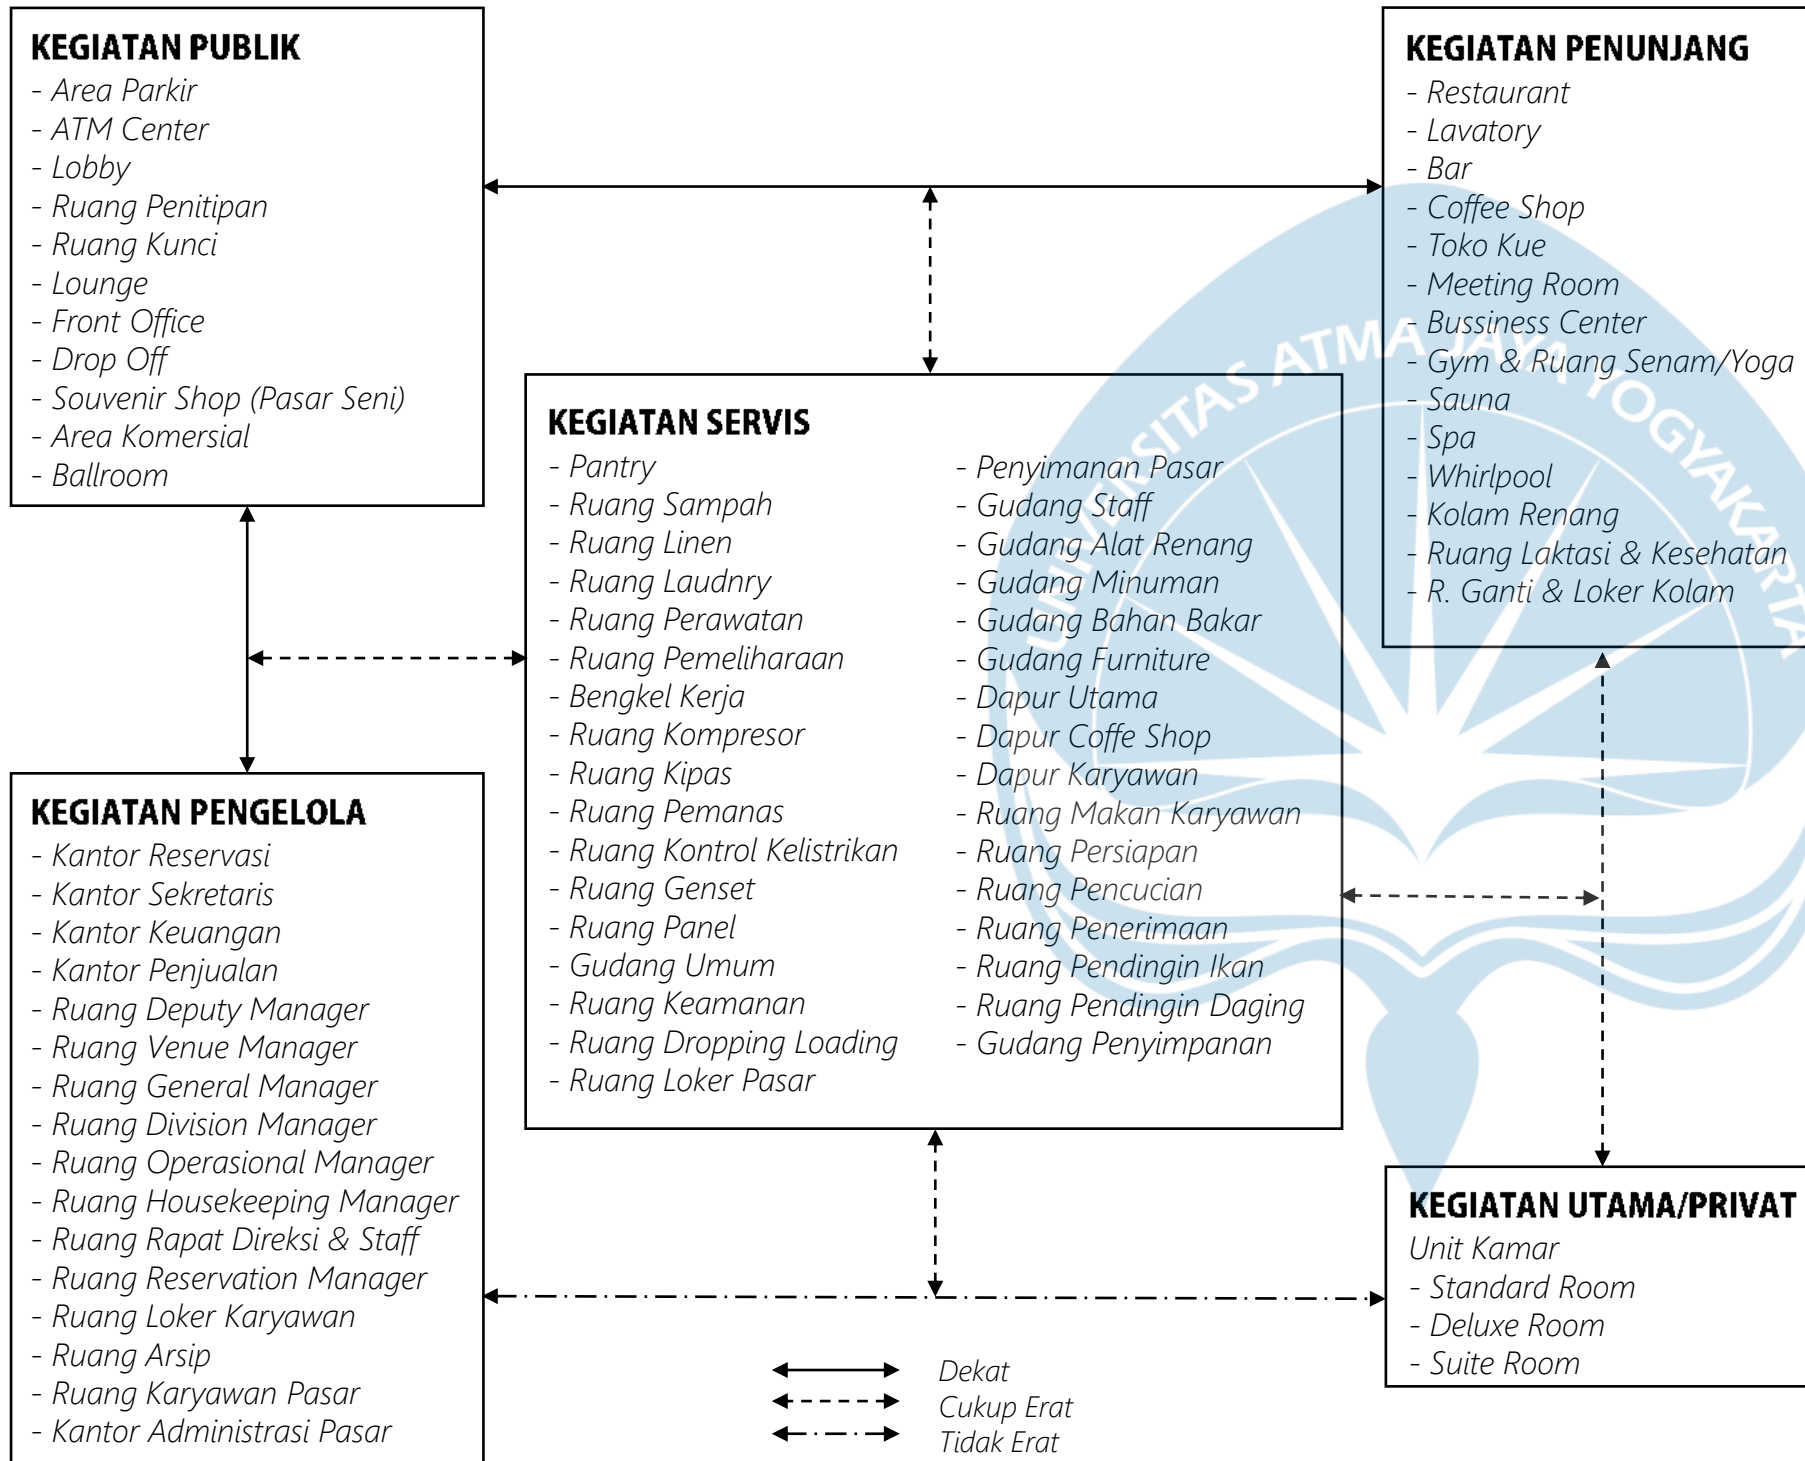 KEGIATAN PUBLIK
- Area Parkir
- ATM Center
- Lobby
- Ruang Penitipan
- Ruang Kunci
- Lounge
- Front Office
- Drop Off
- Souvenir Shop (Pasar Seni)
- Area Komersial
- Ballroom
KEGIATAN PENUNJANG
- Restaurant
- Lavatory
- Bar
- Coffee Shop
- Toko Kue
- Meeting Room
- Bussiness Center
- Gym & Ruang Senam/Yoga
- Sauna
- Spa
- Whirlpool
- Kolam Renang
- Ruang Laktasi & Kesehatan
- R. Ganti & Loker Kolam
UNIVERSITAS ATMA JAYA YOGYAKARTA
KEGIATAN SERVIS
- Pantry
- Ruang Sampah
- Ruang Linen
- Ruang Laudnry
- Ruang Perawatan
- Ruang Pemeliharaan
- Bengkel Kerja
- Ruang Kompresor
- Ruang Kipas
- Ruang Pemanas
- Ruang Kontrol Kelistrikan
- Ruang Genset
- Ruang Panel
- Gudang Umum
- Ruang Keamanan
- Ruang Dropping Loading
- Ruang Loker Pasar
- Penyimanan Pasar
- Gudang Staff
- Gudang Alat Renang
- Gudang Minuman
- Gudang Bahan Bakar
- Gudang Furniture
- Dapur Utama
- Dapur Coffe Shop
- Dapur Karyawan
- Ruang Makan Karyawan
- Ruang Persiapan
- Ruang Pencucian
- Ruang Penerimaan
- Ruang Pendingin Ikan
- Ruang Pendingin Daging
- Gudang Penyimpanan
KEGIATAN PENGELOLA
- Kantor Reservasi
- Kantor Sekretaris
- Kantor Keuangan
- Kantor Penjualan
- Ruang Deputy Manager
- Ruang Venue Manager
- Ruang General Manager
- Ruang Division Manager
- Ruang Operasional Manager
- Ruang Housekeeping Manager
- Ruang Rapat Direksi & Staff
- Ruang Reservation Manager
- Ruang Loker Karyawan
- Ruang Arsip
- Ruang Karyawan Pasar
- Kantor Administrasi Pasar
KEGIATAN UTAMA/PRIVAT
Unit Kamar
- Standard Room
- Deluxe Room
- Suite Room
Dekat
Cukup Erat
Tidak Erat